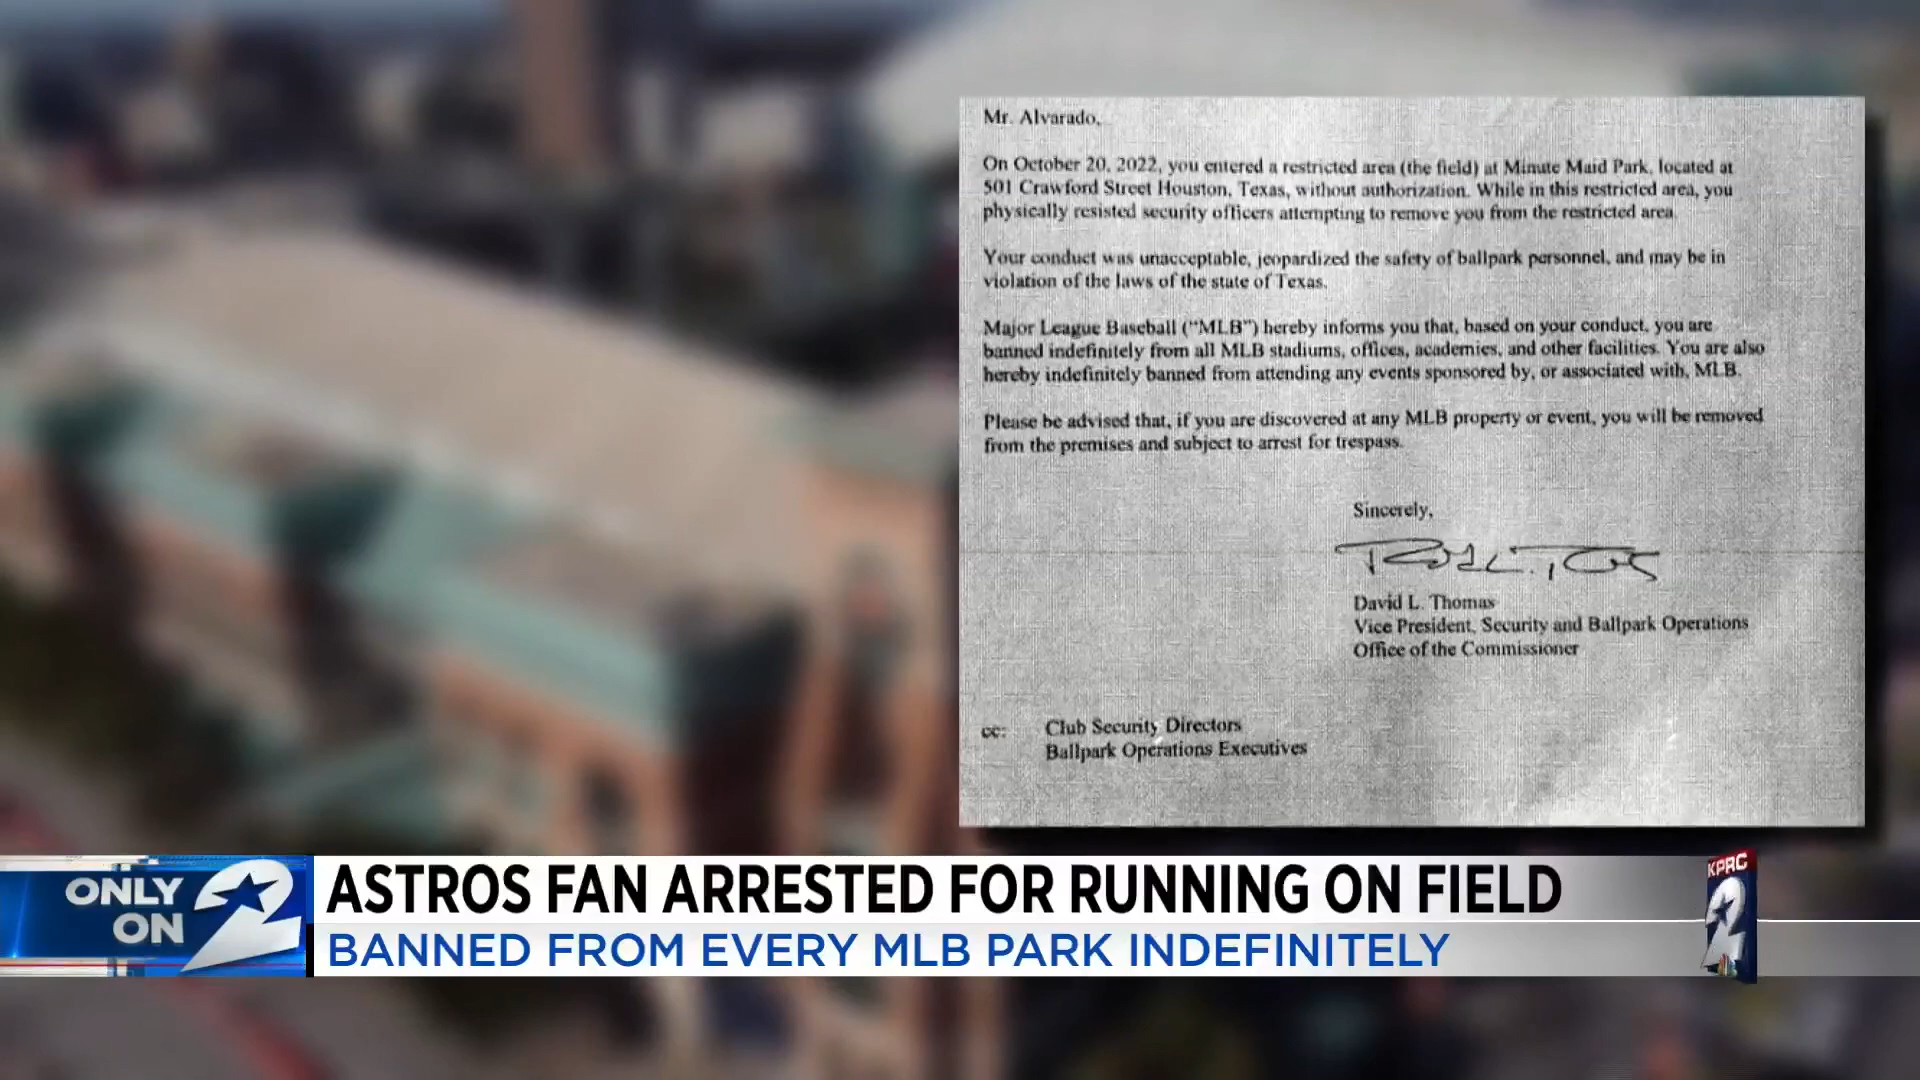 Mr. Alvarado,
On October 20, 2022, you entered a restricted area (the field) at Minute Maid Park, located at
501 Crawford Street Houston, Texas, without authorization. While in this restricted area, you
physically resisted security officers attempting to remove you from the restricted area.
Your conduct was unacceptable, jeopardized the safety of ballpark personnel, and may be in
violation of the laws of the state of Texas.
Major League Baseball ("MLB") hereby informs you that, based on your conduct, you are
banned indefinitely from all MLB stadiums, offices, academies, and other facilities. You are also
hereby indefinitely banned from attending any events sponsored by, or associated with, MLB.
Please be advised that, if you are discovered at any MLB property or event, you will be removed
from the premises and subject to arrest for trespass.
Sincerely,
David L. Thomas
Vice President, Security and Ballpark Operations
Office of the Commissioner
cc: Club Security Directors
Ballpark Operations Executives
ONLY
ON 2
ASTROS FAN ARRESTED FOR RUNNING ON FIELD
BANNED FROM EVERY MLB PARK INDEFINITELY
KPRC
2